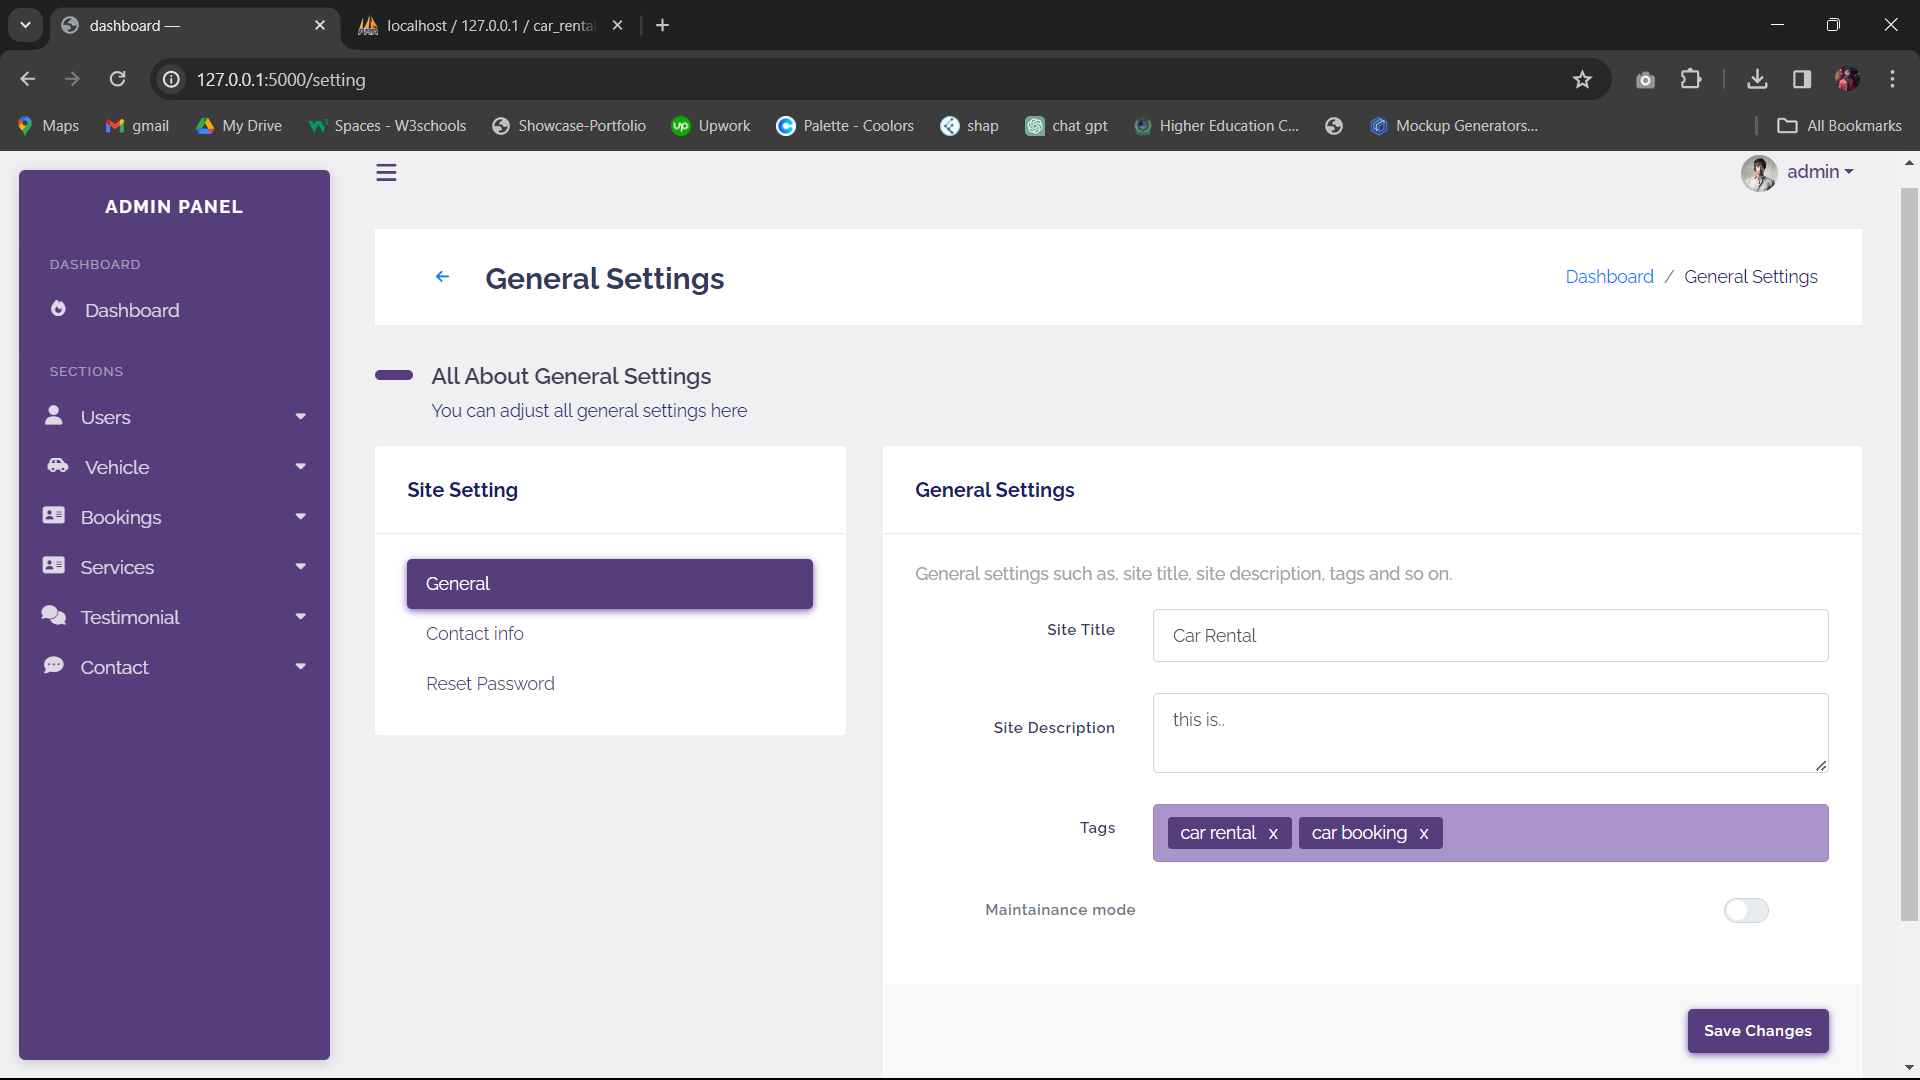 dashboard —
localhost / 127.0.0.1 / car_renta
127.0.0.1:5000/setting
Maps
gmail
My Drive
Spaces - W3schools
Showcase-Portfolio
up
Upwork
Palette - Coolors
shap
chat gpt
Higher Education C...
Mockup Generators...
All Bookmarks
ADMIN PANEL
DASHBOARD
Dashboard
SECTIONS
Users
Vehicle
Bookings
Services
Testimonial
Contact
admin
General Settings
Dashboard / General Settings
All About General Settings
You can adjust all general settings here
Site Setting
General
Contact info
Reset Password
General Settings
General settings such as, site title, site description, tags and so on.
Site Title
Car Rental
Site Description
this is..
Tags
car rental x
car booking x
Maintainance mode
Save Changes